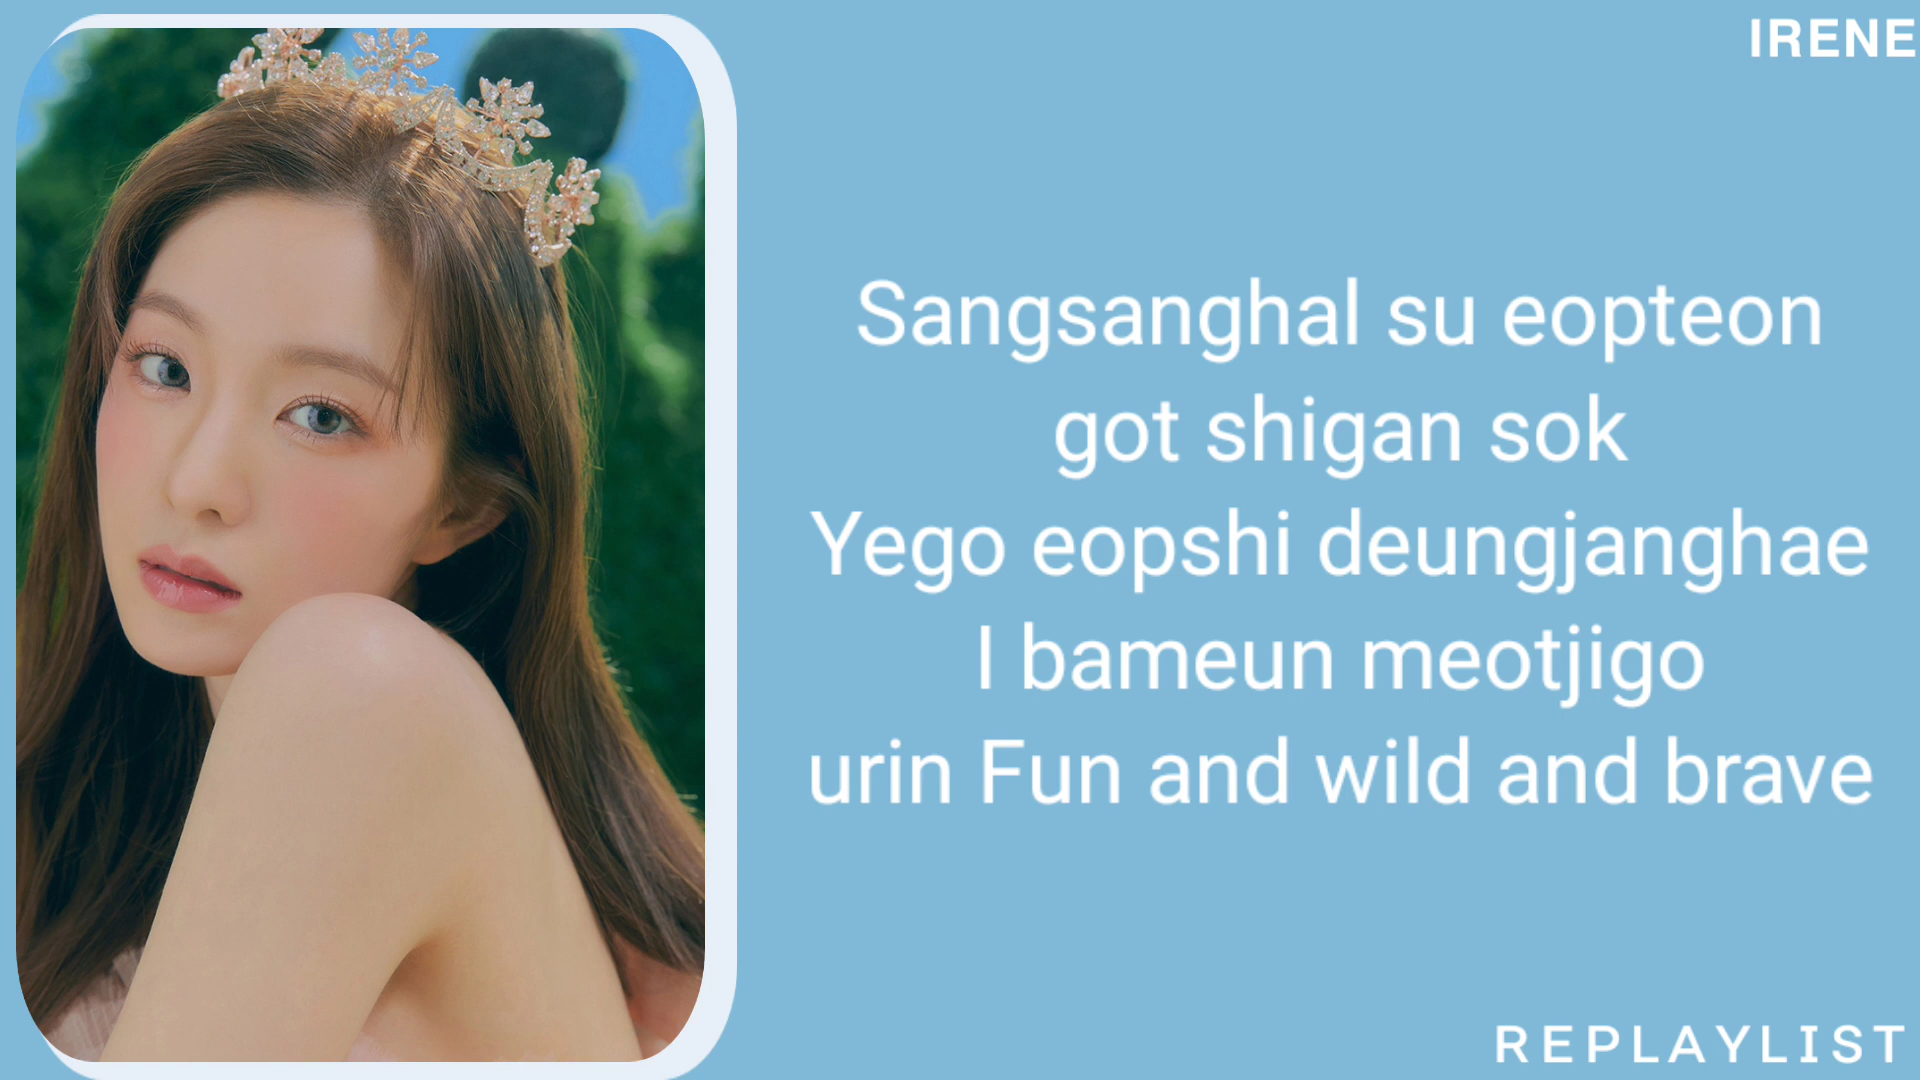 IRENE
Sangsanghal su eopteon
got shigan sok
Yego eopshi deungjanghae
I bameun meotjigo
urin Fun and wild and brave
REPLAYLIST